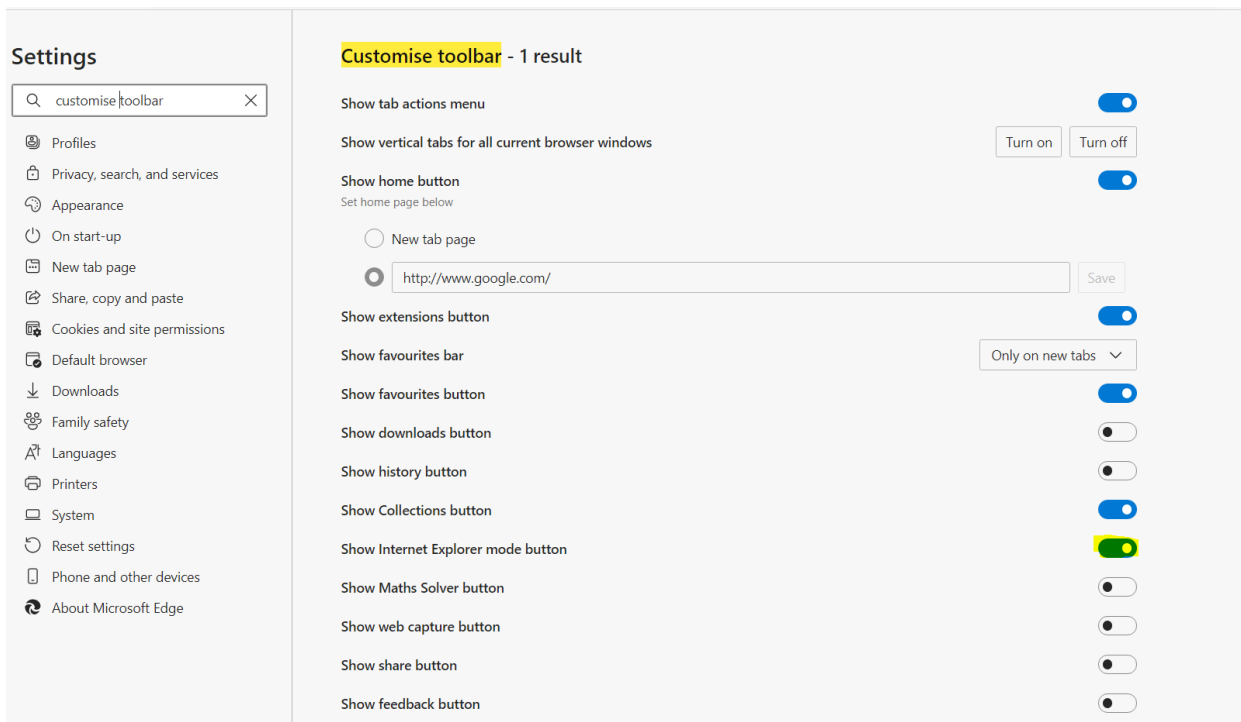 Settings
customise toolbar
Profiles
Privacy, search, and services
Appearance
On start-up
New tab page
Share, copy and paste
Cookies and site permissions
Default browser
Downloads
Family safety
Languages
Printers
System
Reset settings
Phone and other devices
About Microsoft Edge
Customise toolbar - 1 result
Show tab actions menu
Show vertical tabs for all current browser windows Turn on Turn off
Show home button
Set home page below
New tab page
http://www.google.com/ Save
Show extensions button
Show favourites bar Only on new tabs
Show favourites button
Show downloads button
Show history button
Show Collections button
Show Internet Explorer mode button
Show Maths Solver button
Show web capture button
Show share button
Show feedback button